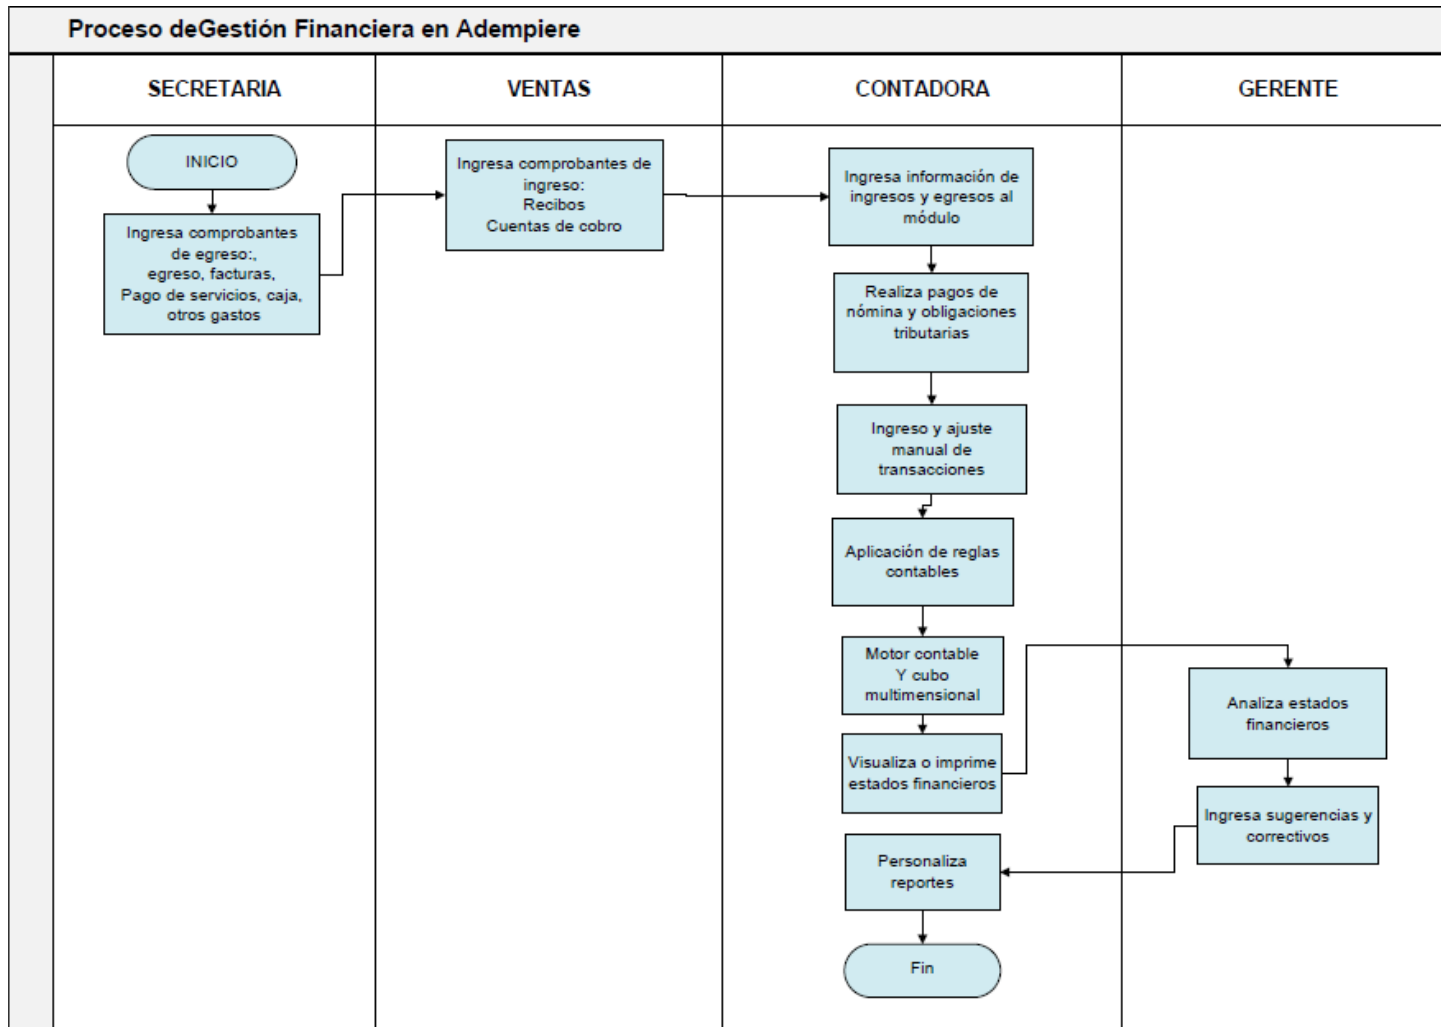 Proceso deGestión Financiera en Adempiere
SECRETARIA
VENTAS
CONTADORA
GERENTE
INICIO
Ingresa comprobantes
de egreso:,
egreso, facturas,
Pago de servicios, caja,
otros gastos
Ingresa comprobantes de
ingreso:
Recibos
Cuentas de cobro
Ingresa información de
ingresos y egresos al
módulo
Realiza pagos de
nómina y obligaciones
tributarias
Ingreso y ajuste
manual de
transacciones
Aplicación de reglas
contables
Motor contable
Y cubo
multimensional
Visualiza o imprime
estados financieros
Analiza estados
financieros
Ingresa sugerencias y
correctivos
Personaliza
reportes
Fin